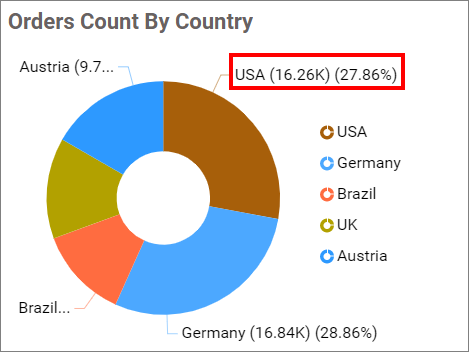 Orders Count By Country
Austria (9.7...
USA (16.26K) (27.86%)
USA
Germany
Brazil
UK
Austria
Brazil...
Germany (16.84K) (28.86%)